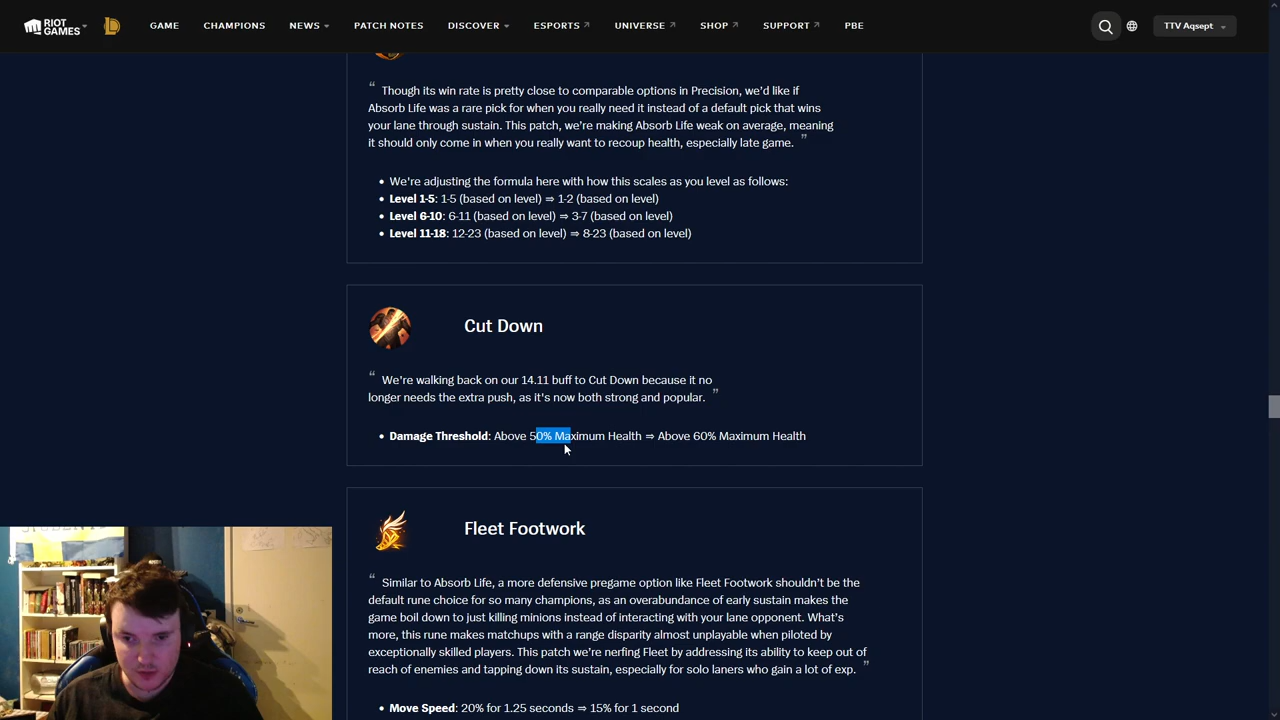 RIOT GAMES GAME CHAMPIONS NEWS PATCH NOTES DISCOVER ESPORTS UNIVERSE SHOP SUPPORT PBE TTV Aqsept
“ Though its win rate is pretty close to comparable options in Precision, we’d like if
Absorb Life was a rare pick for when you really need it instead of a default pick that wins
your lane through sustain. This patch, we’re making Absorb Life weak on average, meaning
it should only come in when you really want to recoup health, especially late game. ”
• We’re adjusting the formula here with how this scales as you level as follows:
• Level 1-5: 1-5 (based on level) ⇒ 1-2 (based on level)
• Level 6-10: 6-11 (based on level) ⇒ 3-7 (based on level)
• Level 11-18: 12-23 (based on level) ⇒ 8-23 (based on level)
Cut Down
“ We’re walking back on our 14.11 buff to Cut Down because it no
longer needs the extra push, as it's now both strong and popular. ”
• Damage Threshold: Above 50% Maximum Health ⇒ Above 60% Maximum Health
Fleet Footwork
“ Similar to Absorb Life, a more defensive pregame option like Fleet Footwork shouldn’t be the
default rune choice for so many champions, as an overabundance of early sustain makes the
game boil down to just killing minions instead of interacting with your lane opponent. What’s
more, this rune makes matchups with a range disparity almost unplayable when piloted by
exceptionally skilled players. This patch we’re nerfing Fleet by addressing its ability to keep out of
reach of enemies and tapping down its sustain, especially for solo laners who gain a lot of exp. ”
• Move Speed: 20% for 1.25 seconds ⇒ 15% for 1 second